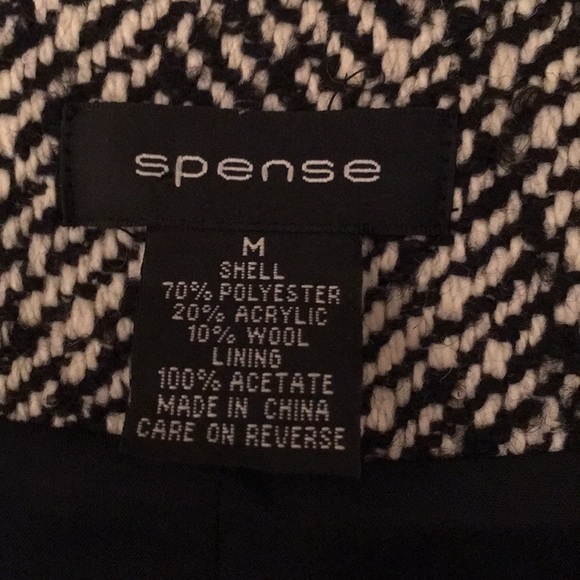 spense
M
SHELL
70% POLYESTER
20% ACRYLIC
10% WOOL
LINING
100% ACETATE
MADE IN CHINA
CARE ON REVERSE